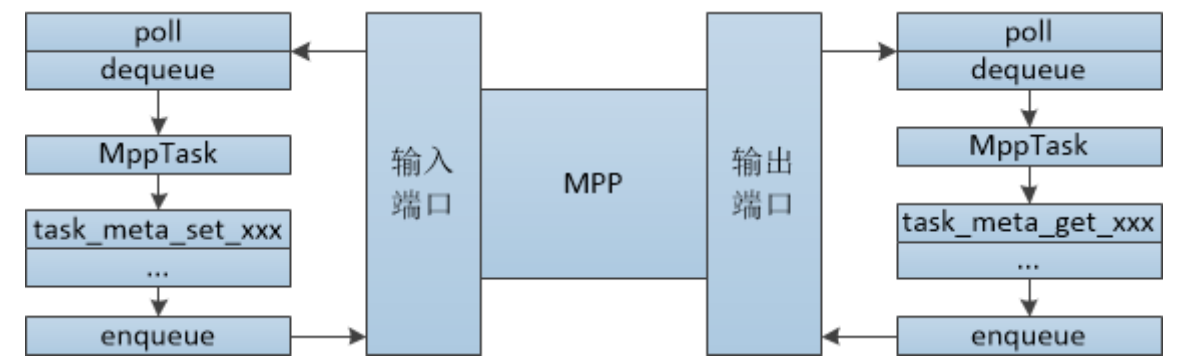 poll
dequeue
MppTask
task_meta_set_xxx
...
enqueue
输入
端口
MPP
输出
端口
poll
dequeue
MppTask
task_meta_get_xxx
...
enqueue